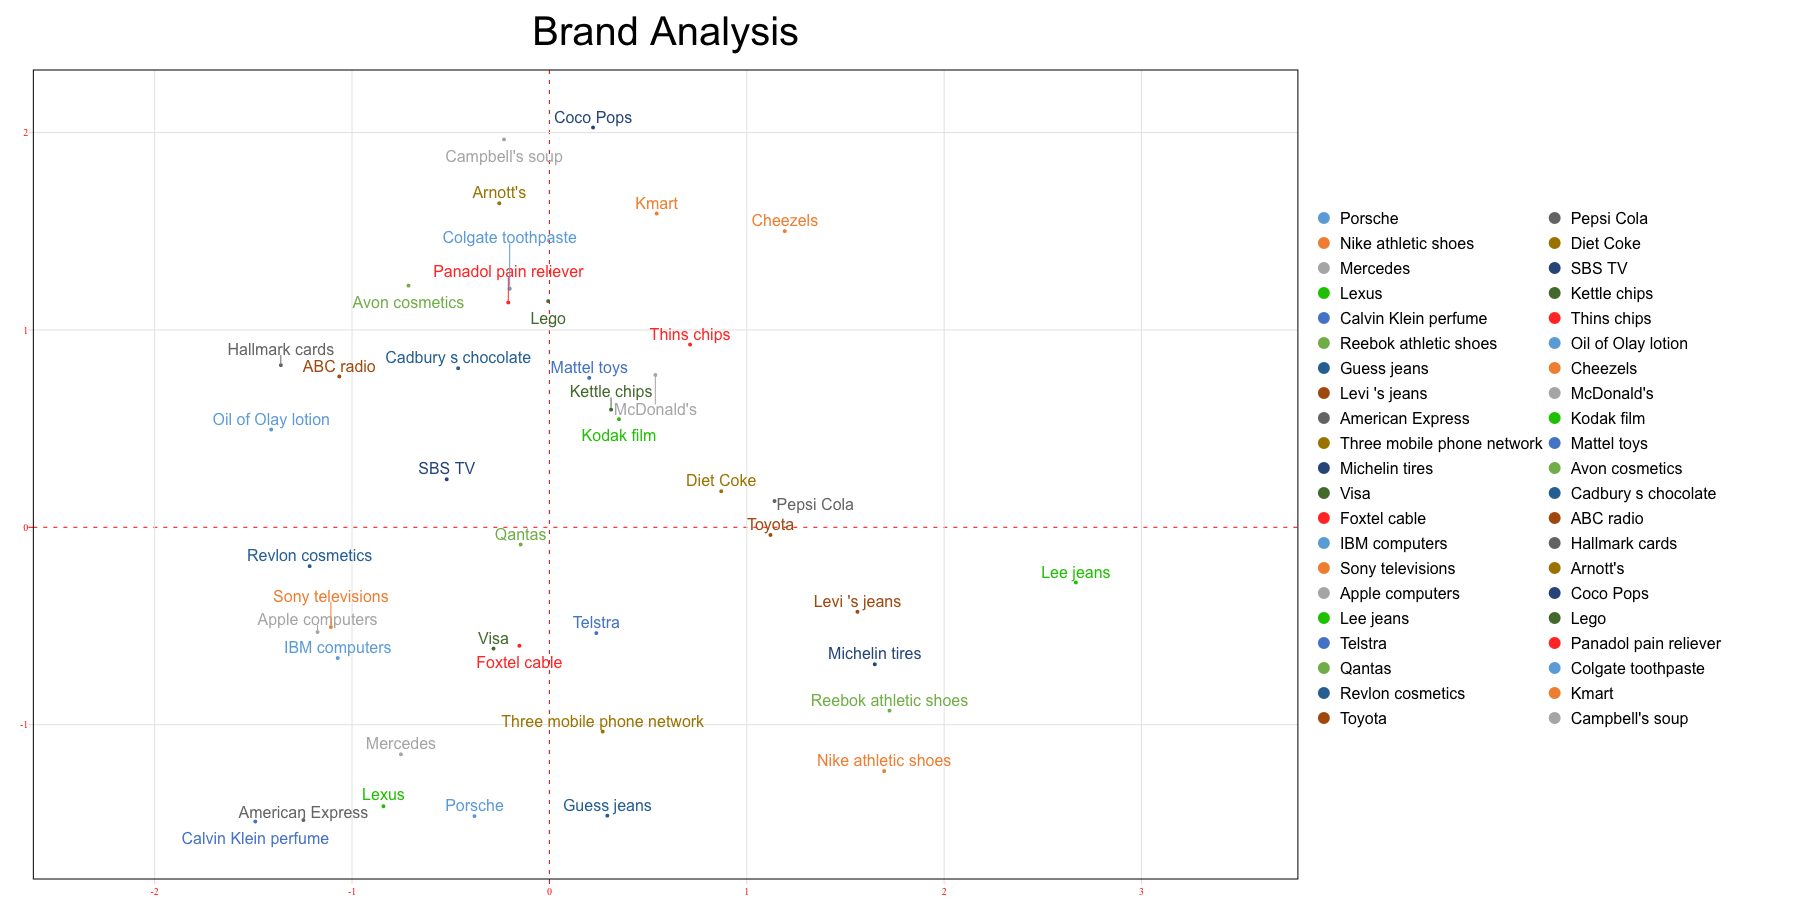 Brand Analysis
2
1
0
-1
-2
-1
0
1
2
3
Coco Pops
Campbell's soup
Arnott's
Kmart
Cheezels
Colgate toothpaste
Panadol pain reliever
Avon cosmetics
Lego
Thins chips
Hallmark cards
ABC radio
Cadbury s chocolate
Mattel toys
Kettle chips
McDonald's
Oil of Olay lotion
Kodak film
SBS TV
Diet Coke
Pepsi Cola
Toyota
Qantas
Revlon cosmetics
Lee jeans
Sony televisions
Levi 's jeans
Apple computers
Telstra
IBM computers
Visa
Foxtel cable
Michelin tires
Reebok athletic shoes
Three mobile phone network
Mercedes
Nike athletic shoes
Lexus
Porsche
Guess jeans
American Express
Calvin Klein perfume
Porsche
Nike athletic shoes
Mercedes
Lexus
Calvin Klein perfume
Reebok athletic shoes
Guess jeans
Levi 's jeans
American Express
Three mobile phone network
Michelin tires
Visa
Foxtel cable
IBM computers
Sony televisions
Apple computers
Lee jeans
Telstra
Qantas
Revlon cosmetics
Toyota
Pepsi Cola
Diet Coke
SBS TV
Kettle chips
Thins chips
Oil of Olay lotion
Cheezels
McDonald's
Kodak film
Mattel toys
Avon cosmetics
Cadbury s chocolate
ABC radio
Hallmark cards
Arnott's
Coco Pops
Lego
Panadol pain reliever
Colgate toothpaste
Kmart
Campbell's soup